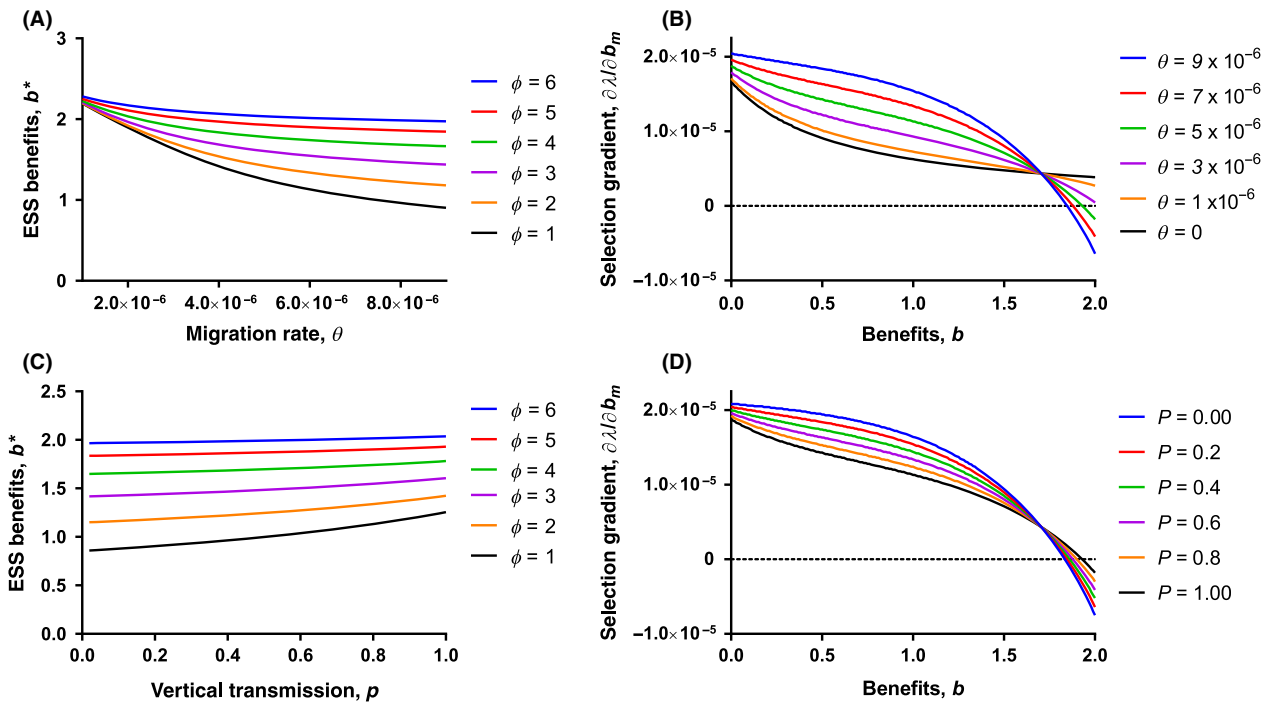 (A)
ESS benefits, b*
3
2
1
0
2.0×10⁻⁶
4.0×10⁻⁶
6.0×10⁻⁶
8.0×10⁻⁶
Migration rate, θ
ϕ = 6
ϕ = 5
ϕ = 4
ϕ = 3
ϕ = 2
ϕ = 1
(B)
Selection gradient, ∂λ/∂bₘ
2.0×10⁻⁵
1.0×10⁻⁵
0
−1.0×10⁻⁵
0.0
0.5
1.0
1.5
2.0
Benefits, b
θ = 9 x 10⁻⁶
θ = 7 x 10⁻⁶
θ = 5 x 10⁻⁶
θ = 3 x 10⁻⁶
θ = 1 x10⁻⁶
θ = 0
(C)
ESS benefits, b*
2.5
2.0
1.5
1.0
0.5
0.0
0.0
0.2
0.4
0.6
0.8
1.0
Vertical transmission, p
ϕ = 6
ϕ = 5
ϕ = 4
ϕ = 3
ϕ = 2
ϕ = 1
(D)
Selection gradient, ∂λ/∂bₘ
2.0×10⁻⁵
1.0×10⁻⁵
0
−1.0×10⁻⁵
0.0
0.5
1.0
1.5
2.0
Benefits, b
P = 0.00
P = 0.2
P = 0.4
P = 0.6
P = 0.8
P = 1.00